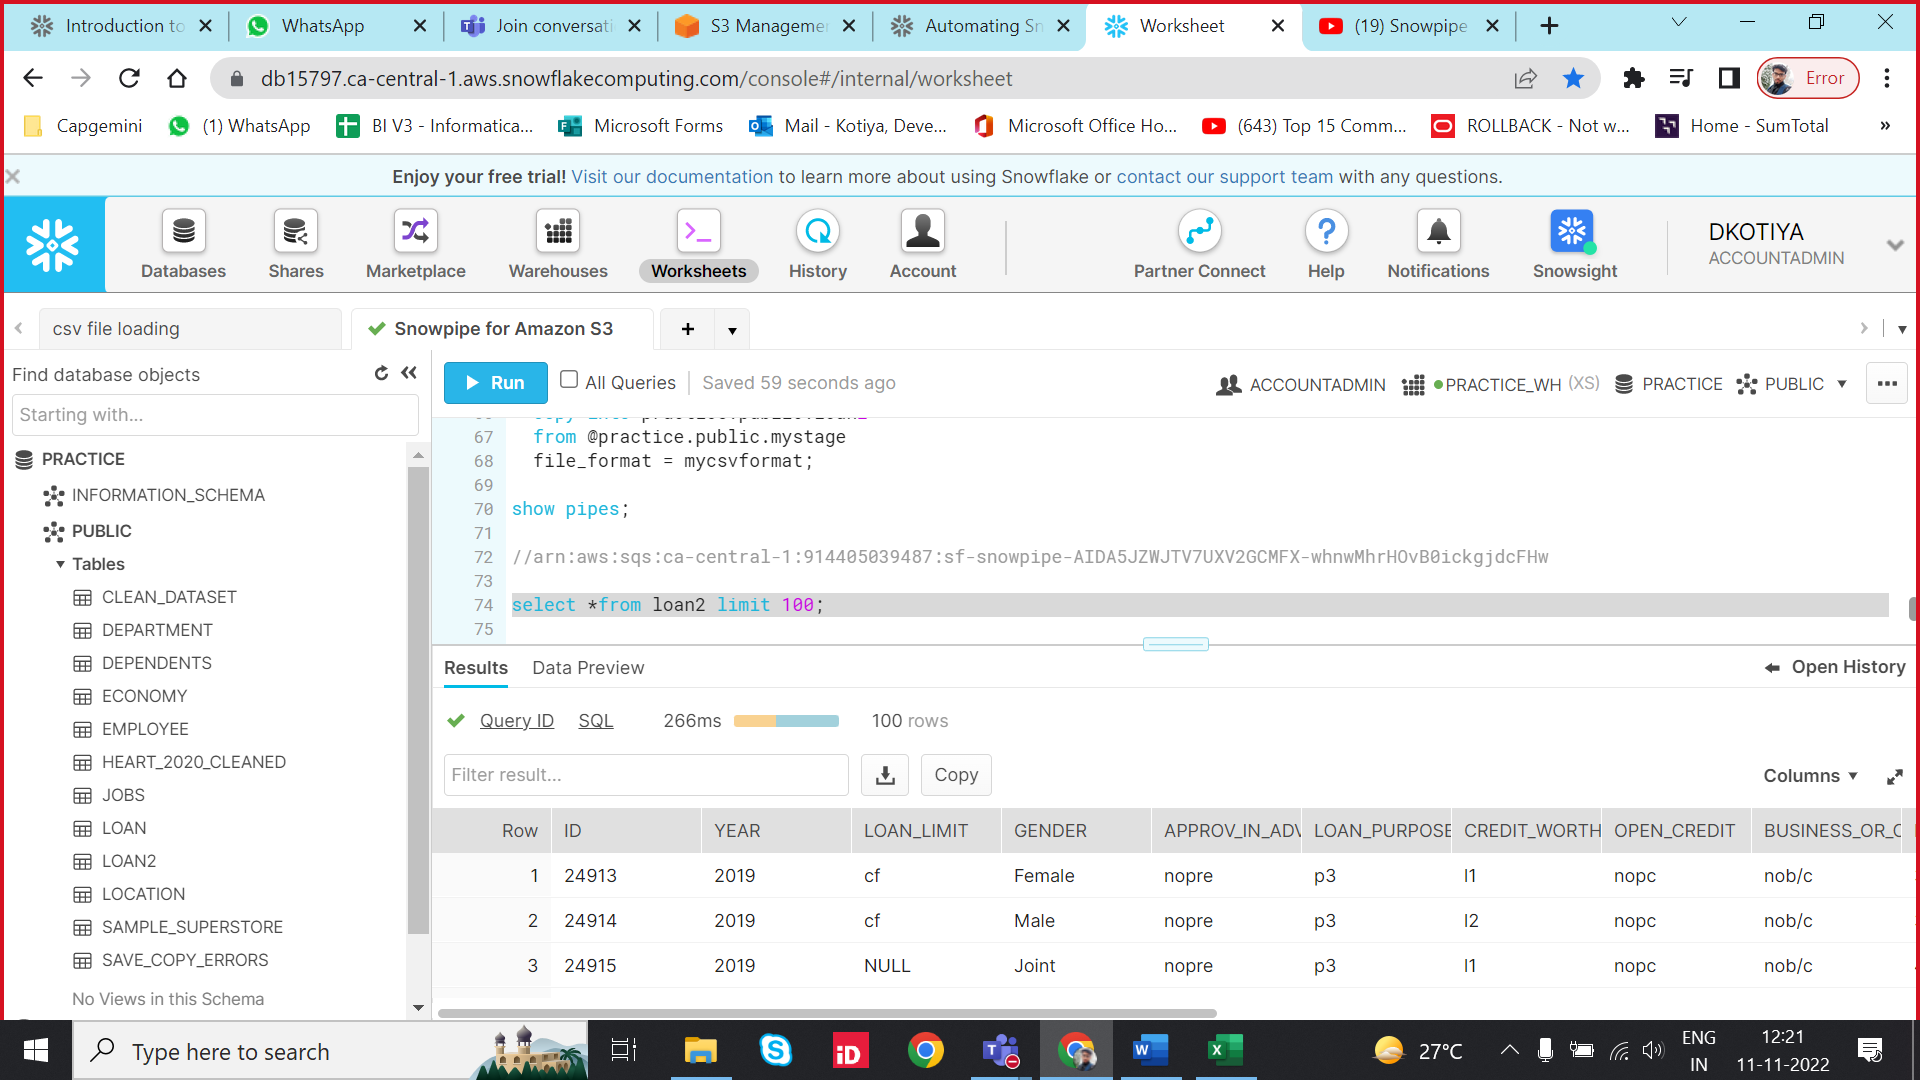 Introduction to
WhatsApp
Join conversati
S3 Managemen
Automating Sn
Worksheet
(19) Snowpipe
db15797.ca-central-1.aws.snowflakecomputing.com/console#/internal/worksheet
Error
Capgemini
(1) WhatsApp
BI V3 - Informatica...
Microsoft Forms
Mail - Kotiya, Deve...
Microsoft Office Ho...
(643) Top 15 Comm...
ROLLBACK - Not w...
Home - SumTotal
»
Enjoy your free trial! Visit our documentation to learn more about using Snowflake or contact our support team with any questions.
Databases
Shares
Marketplace
Warehouses
Worksheets
History
Account
Partner Connect
Help
Notifications
Snowsight
DKOTIYA
ACCOUNTADMIN
csv file loading
Snowpipe for Amazon S3
Find database objects
Starting with...
Run
All Queries
Saved 59 seconds ago
ACCOUNTADMIN
PRACTICE_WH (XS)
PRACTICE
PUBLIC
PRACTICE
INFORMATION_SCHEMA
PUBLIC
Tables
CLEAN_DATASET
DEPARTMENT
DEPENDENTS
ECONOMY
EMPLOYEE
HEART_2020_CLEANED
JOBS
LOAN
LOAN2
LOCATION
SAMPLE_SUPERSTORE
SAVE_COPY_ERRORS
No Views in this Schema
67 from @practice.public.mystage
68 file_format = mycsvformat;
69
70 show pipes;
71
72 //arn:aws:sqs:ca-central-1:914405039487:sf-snowpipe-AIDA5JZWJTV7UXV2GCMFX-whnwMhrHOvB0ickgjdcFHw
73
74 select *from loan2 limit 100;
75
Results
Data Preview
Open History
Query ID
SQL
266ms
100 rows
Filter result...
Copy
Columns
Row ID YEAR LOAN_LIMIT GENDER APPROV_IN_ADV LOAN_PURPOSE CREDIT_WORTH OPEN_CREDIT BUSINESS_OR_C
1 24913 2019 cf Female nopre p3 l1 nopc nob/c
2 24914 2019 cf Male nopre p3 l2 nopc nob/c
3 24915 2019 NULL Joint nopre p3 l1 nopc nob/c
Type here to search
27°C
ENG
IN
12:21
11-11-2022